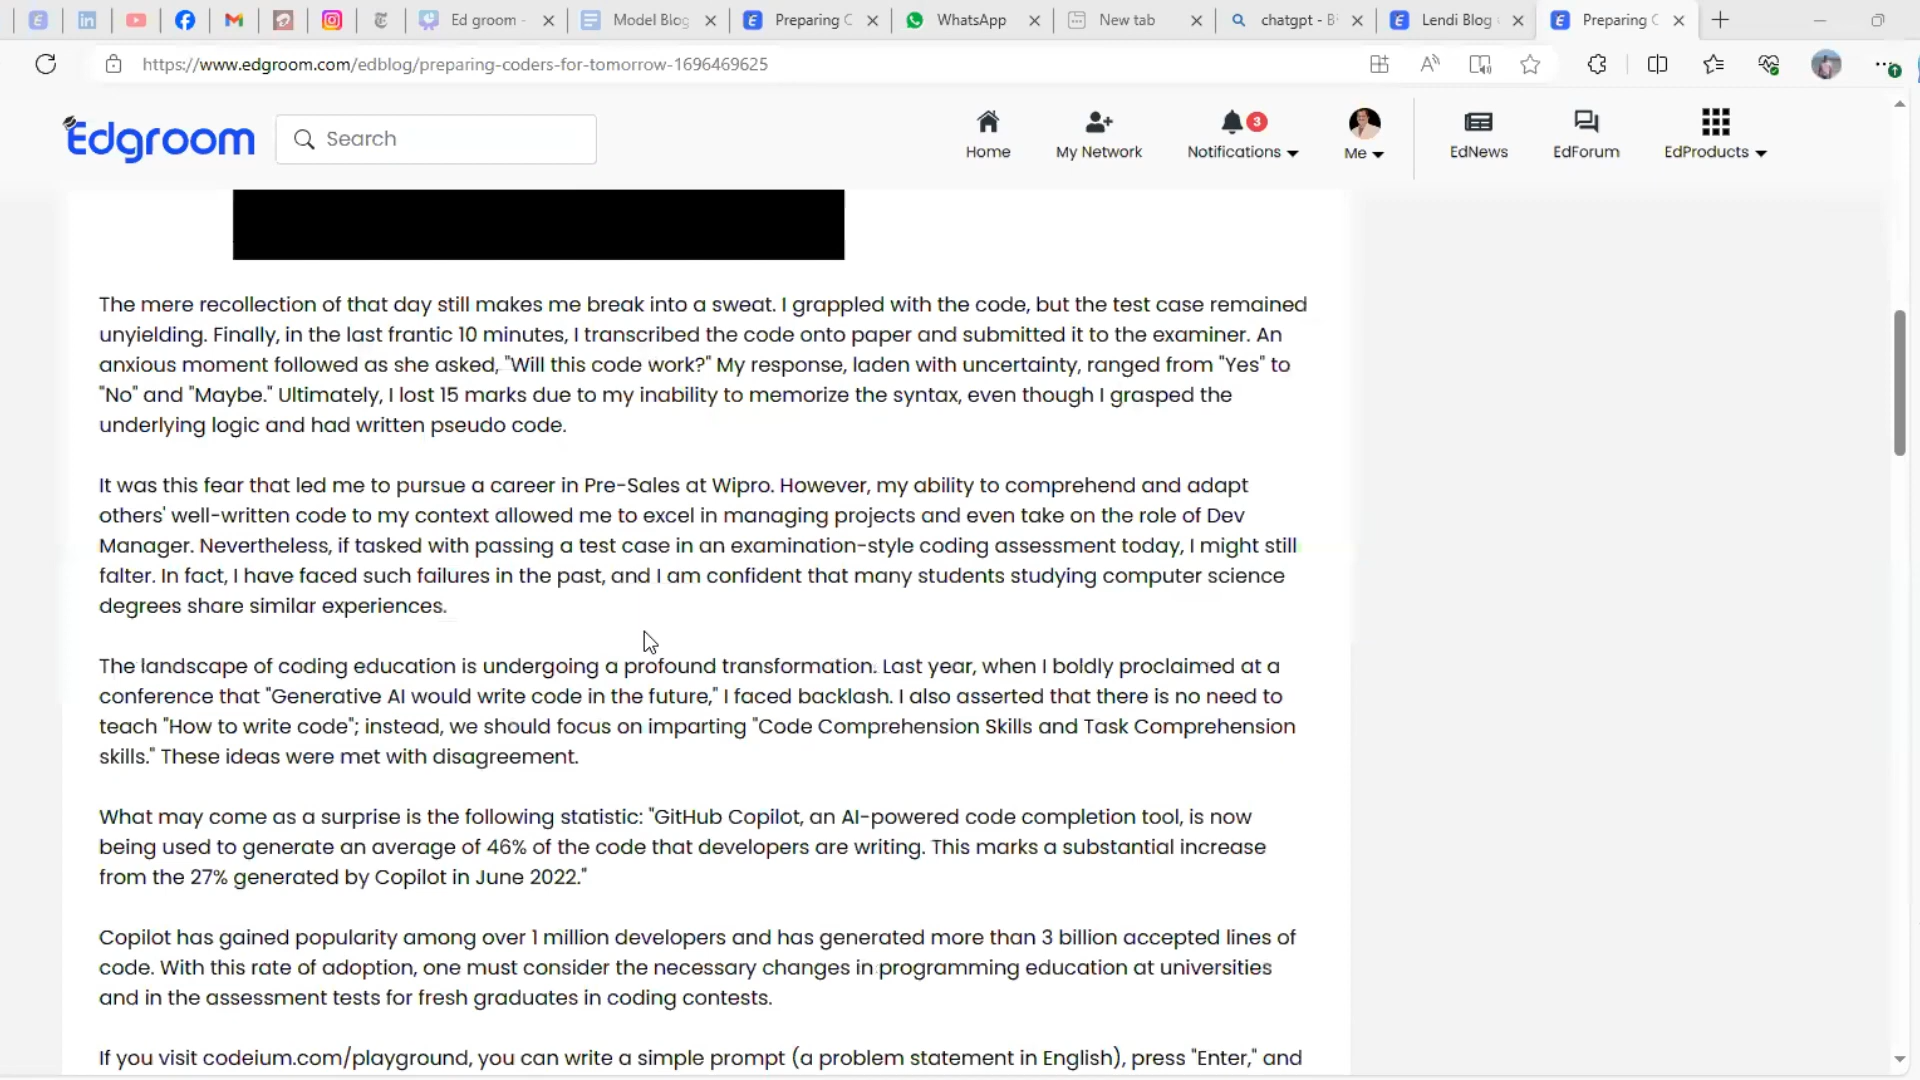 Ed groom -
Model Blog
Preparing C
WhatsApp
New tab
chatgpt - B
Lendi Blog
Preparing C
https://www.edgroom.com/edblog/preparing-coders-for-tomorrow-1696469625
Edgroom
Search
Home
My Network
3
Notifications
Me
EdNews
EdForum
EdProducts
The mere recollection of that day still makes me break into a sweat. I grappled with the code, but the test case remained
unyielding. Finally, in the last frantic 10 minutes, I transcribed the code onto paper and submitted it to the examiner. An
anxious moment followed as she asked, "Will this code work?" My response, laden with uncertainty, ranged from "Yes" to
"No" and "Maybe." Ultimately, I lost 15 marks due to my inability to memorize the syntax, even though I grasped the
underlying logic and had written pseudo code.
It was this fear that led me to pursue a career in Pre-Sales at Wipro. However, my ability to comprehend and adapt
others' well-written code to my context allowed me to excel in managing projects and even take on the role of Dev
Manager. Nevertheless, if tasked with passing a test case in an examination-style coding assessment today, I might still
falter. In fact, I have faced such failures in the past, and I am confident that many students studying computer science
degrees share similar experiences.
The landscape of coding education is undergoing a profound transformation. Last year, when I boldly proclaimed at a
conference that "Generative AI would write code in the future," I faced backlash. I also asserted that there is no need to
teach "How to write code"; instead, we should focus on imparting "Code Comprehension Skills and Task Comprehension
skills." These ideas were met with disagreement.
What may come as a surprise is the following statistic: "GitHub Copilot, an AI-powered code completion tool, is now
being used to generate an average of 46% of the code that developers are writing. This marks a substantial increase
from the 27% generated by Copilot in June 2022."
Copilot has gained popularity among over 1 million developers and has generated more than 3 billion accepted lines of
code. With this rate of adoption, one must consider the necessary changes in programming education at universities
and in the assessment tests for fresh graduates in coding contests.
If you visit codeium.com/playground, you can write a simple prompt (a problem statement in English), press "Enter," and